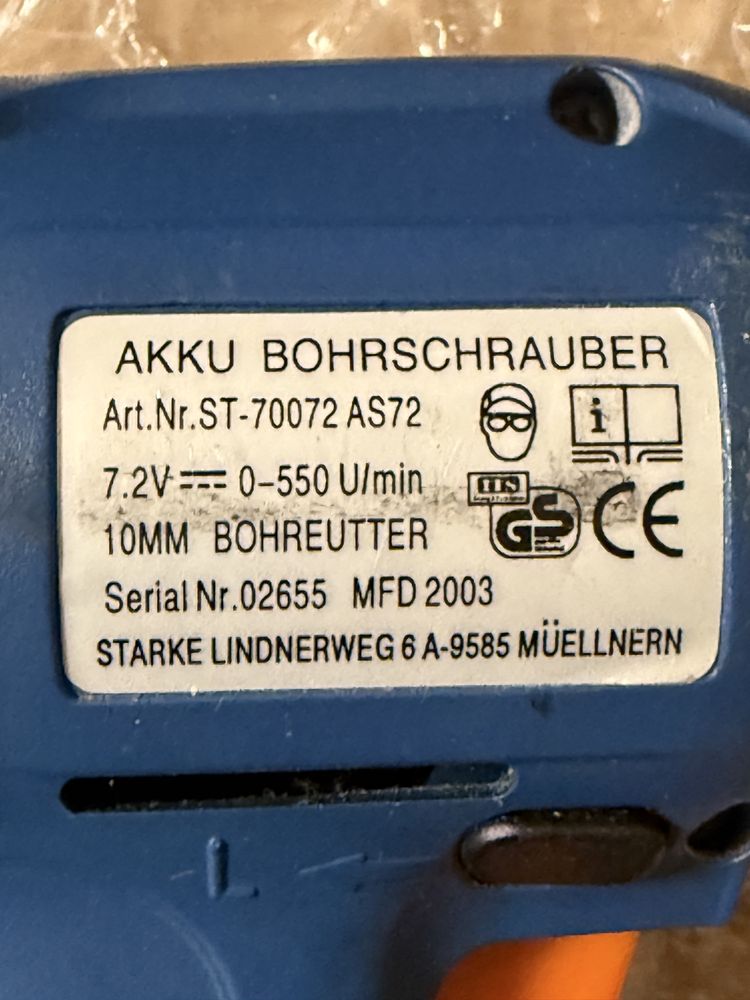 AKKU BOHRSCHRAUBER
Art.Nr.ST-70072 AS72
i
7.2V 0-550 U/min
10MM BOHREUTTER
GS
CE
Serial Nr.02655 MFD 2003
STARKE LINDNERWEG 6 A-9585 MÜELLNERN
L